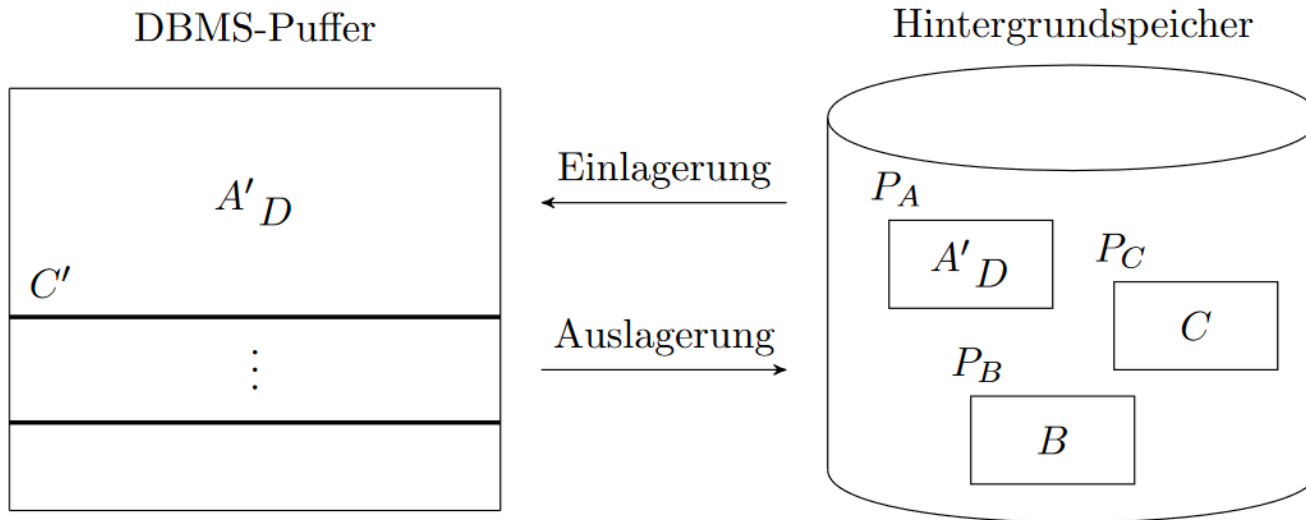 DBMS-Puffer
A′ D
C′
⋮
Einlagerung
Auslagerung
Hintergrundspeicher
P_A
A′ D
P_C
C
P_B
B